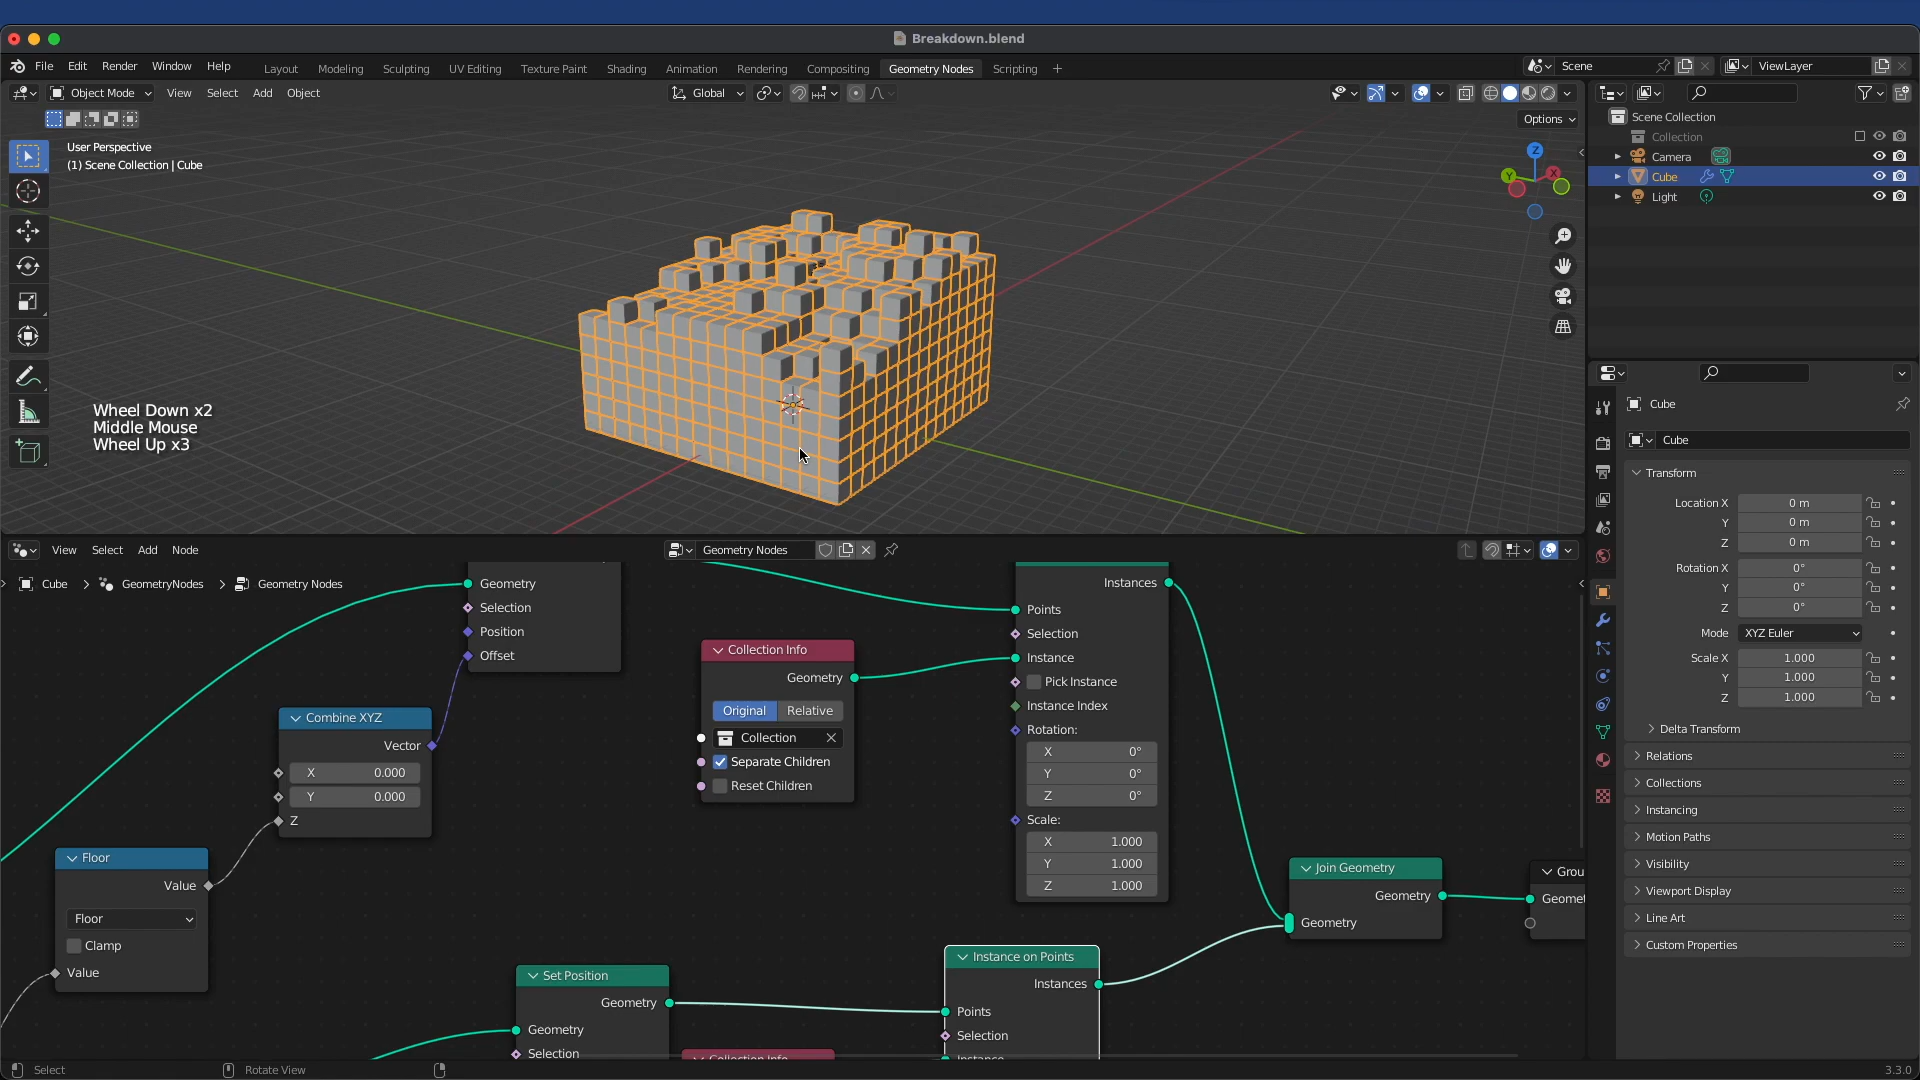 Breakdown.blend
File Edit Render Window Help
Layout Modeling Sculpting UV Editing Texture Paint Shading Animation Rendering Compositing Geometry Nodes Scripting +
Scene
ViewLayer
Object Mode View Select Add Object
Global
Options
User Perspective
(1) Scene Collection | Cube
Z
Y
X
Wheel Down x2
Middle Mouse
Wheel Up x3
Scene Collection
Collection
Camera
Cube
Light
Cube
Cube
Transform
Location X 0 m
Y 0 m
Z 0 m
Rotation X 0°
Y 0°
Z 0°
Mode XYZ Euler
Scale X 1.000
Y 1.000
Z 1.000
Delta Transform
Relations
Collections
Instancing
Motion Paths
Visibility
Viewport Display
Line Art
Custom Properties
View Select Add Node
Geometry Nodes
Cube > GeometryNodes > Geometry Nodes
Geometry
Selection
Position
Offset
Combine XYZ
Vector
X 0.000
Y 0.000
Z
Floor
Value
Floor
Clamp
Value
Collection Info
Geometry
Original Relative
Collection
Separate Children
Reset Children
Instances
Points
Selection
Instance
Pick Instance
Instance Index
Rotation:
X 0°
Y 0°
Z 0°
Scale:
X 1.000
Y 1.000
Z 1.000
Join Geometry
Geometry
Geometry
Grou
Geomet
Set Position
Geometry
Geometry
Selection
Collection Info
Instance on Points
Instances
Points
Selection
Instance
Select
Rotate View
3.3.0